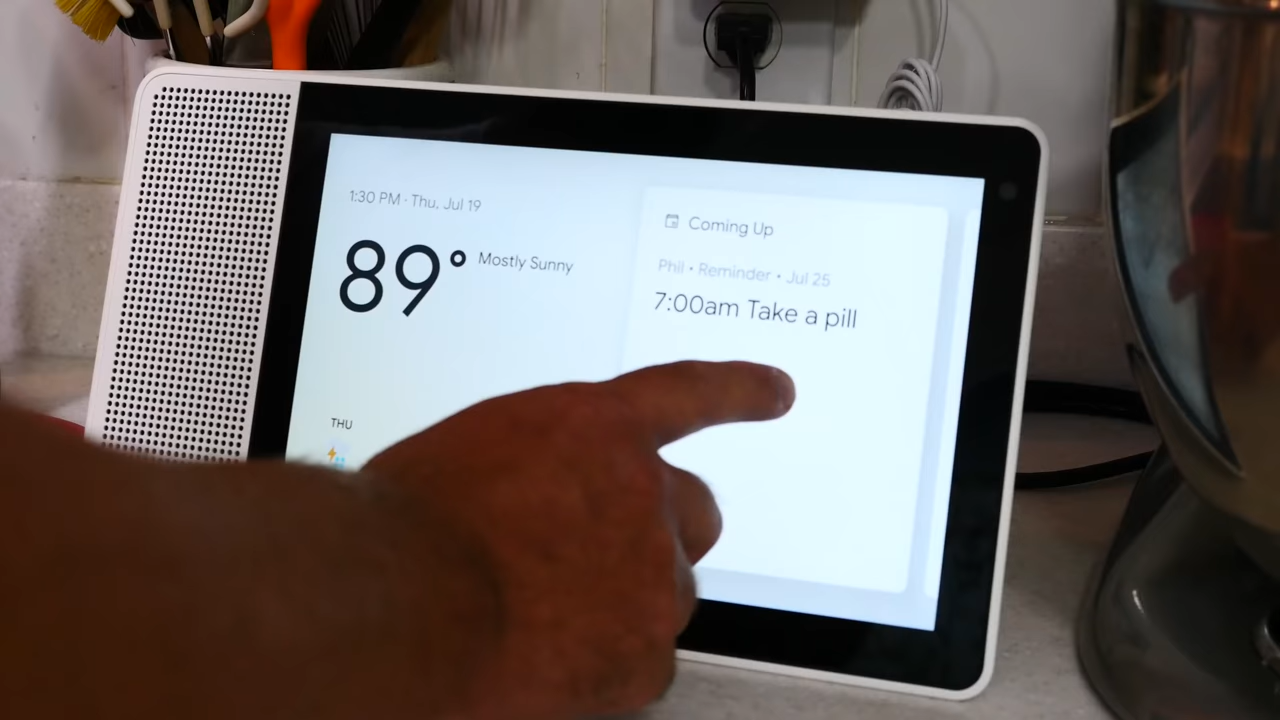 1:30 PM · Thu, Jul 19
89° Mostly Sunny
THU
Coming Up
Phil • Reminder • Jul 25
7:00am Take a pill